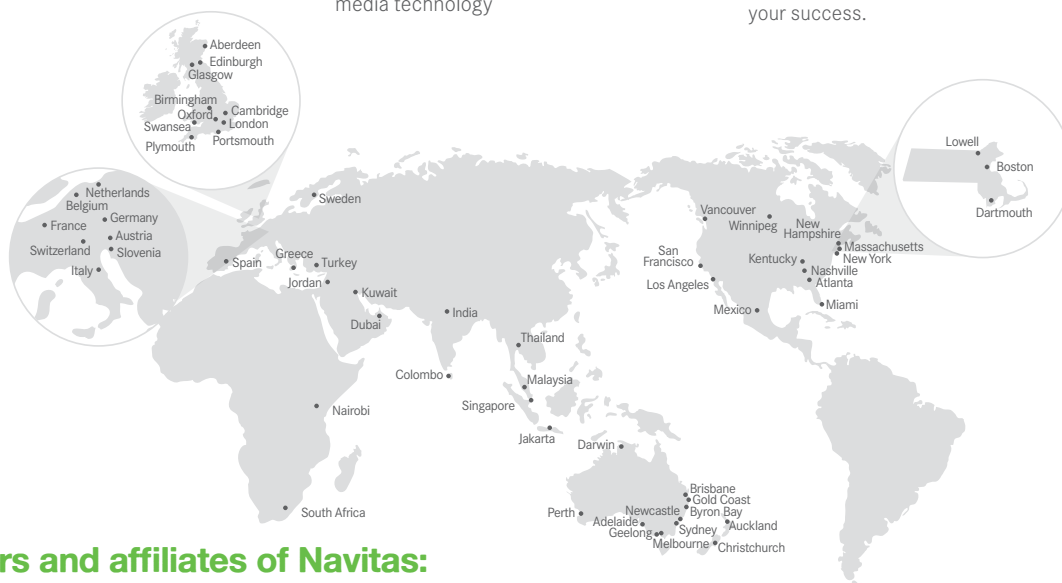 media technology
your success.
Aberdeen
Edinburgh
Glasgow
Birmingham
Cambridge
Oxford
London
Swansea
Portsmouth
Plymouth
Lowell
Boston
Dartmouth
Netherlands
Belgium
Germany
France
Austria
Switzerland
Slovenia
Italy
Sweden
Spain
Greece
Turkey
Jordan
Kuwait
Dubai
India
Thailand
Colombo
Malaysia
Singapore
Jakarta
Nairobi
South Africa
Vancouver
Winnipeg
New
Hampshire
Massachusetts
New York
San
Francisco
Kentucky
Nashville
Los Angeles
Atlanta
Mexico
Miami
Darwin
Brisbane
Gold Coast
Perth
Newcastle
Byron Bay
Adelaide
Sydney
Auckland
Geelong
Melbourne
Christchurch
rs and affiliates of Navitas: